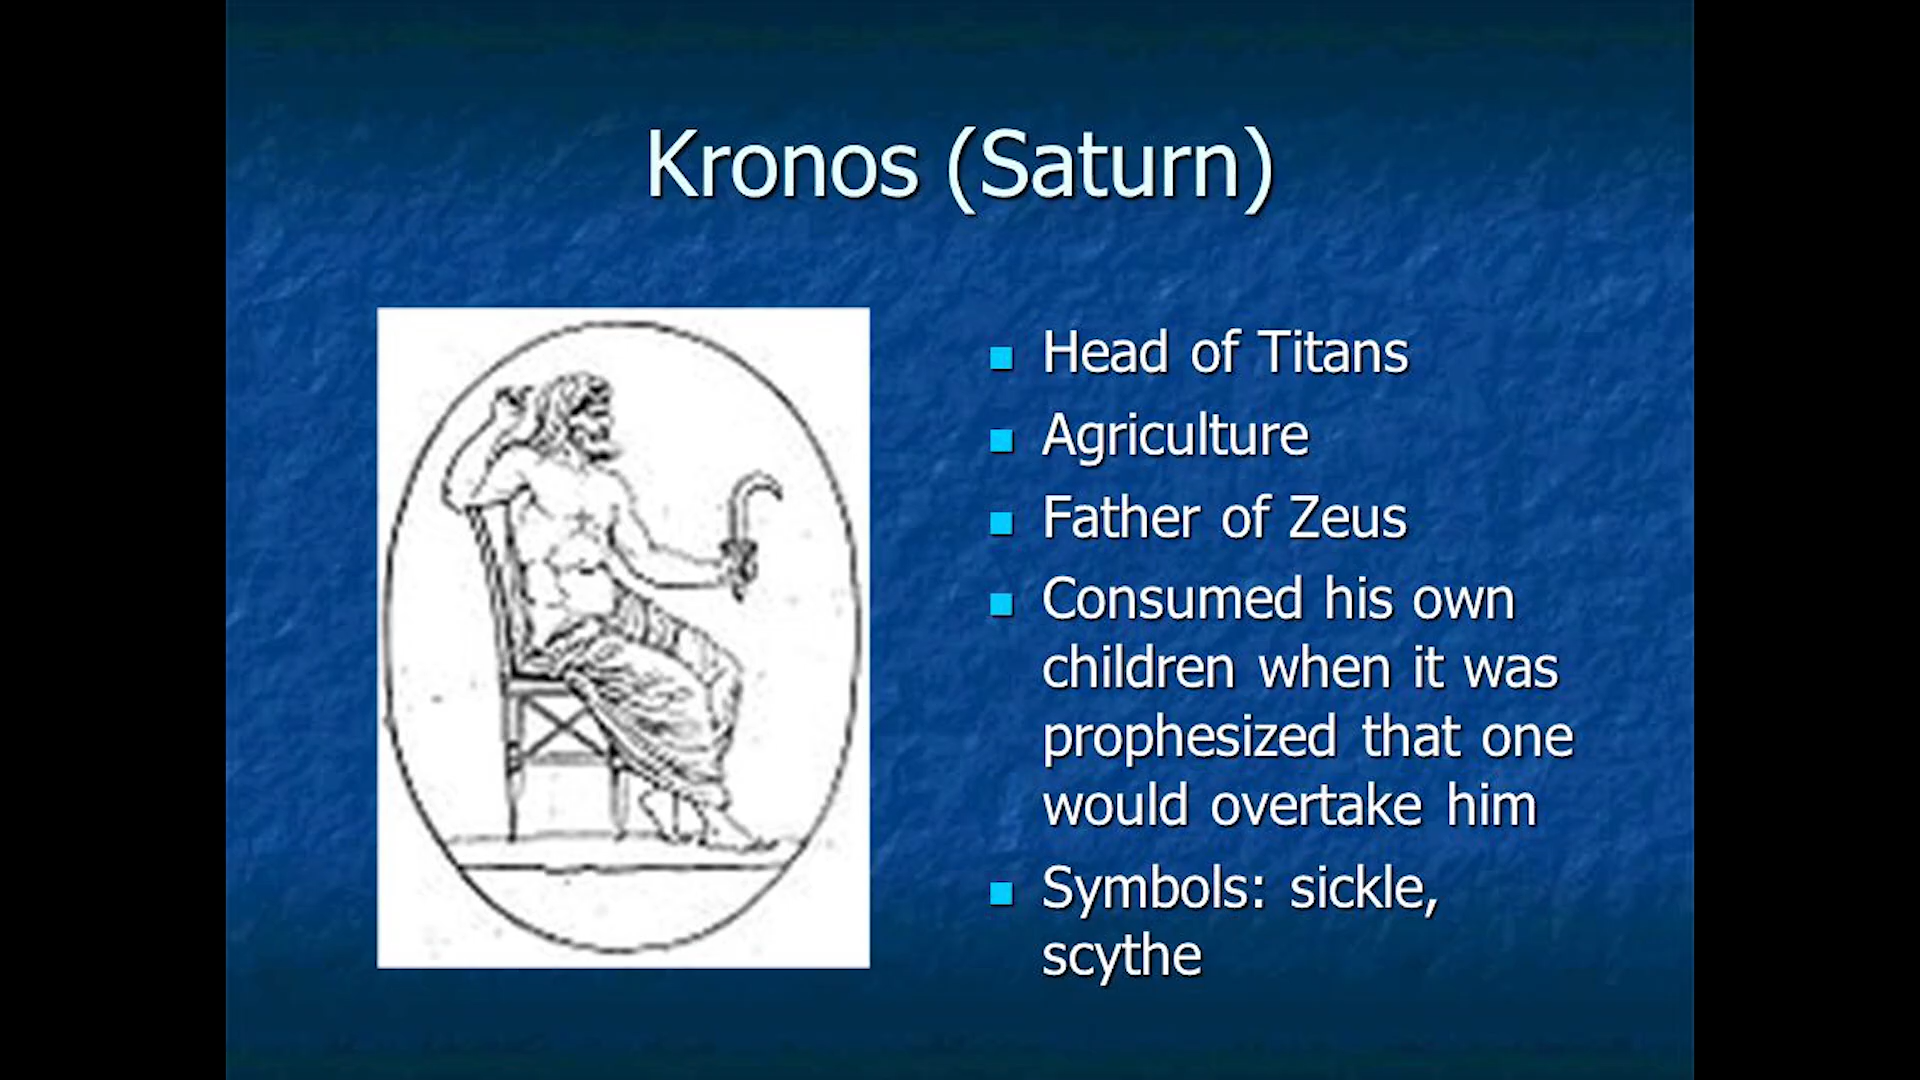 Kronos (Saturn)
Head of Titans
Agriculture
Father of Zeus
Consumed his own
children when it was
prophesized that one
would overtake him
Symbols: sickle,
scythe